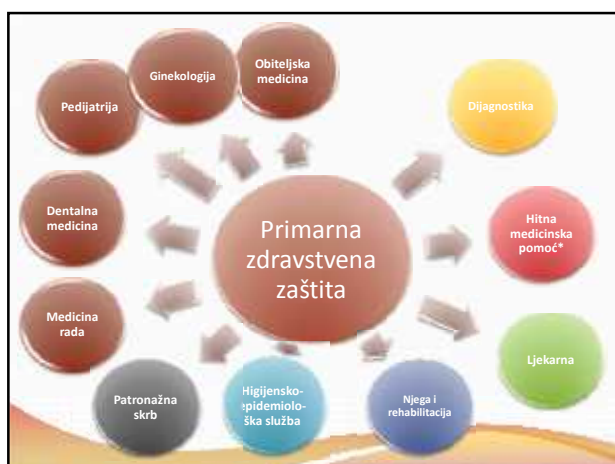 Obiteljska
medicina
Ginekologija
Pedijatrija
Dijagnostika
Dentalna
medicina
Primarna
zdravstvena
zaštita
Hitna
medicinska
pomoć*
Medicina
rada
Ljekarna
Patronažna
skrb
Higijensko-
epidemiolo-
ška služba
Njega i
rehabilitacija